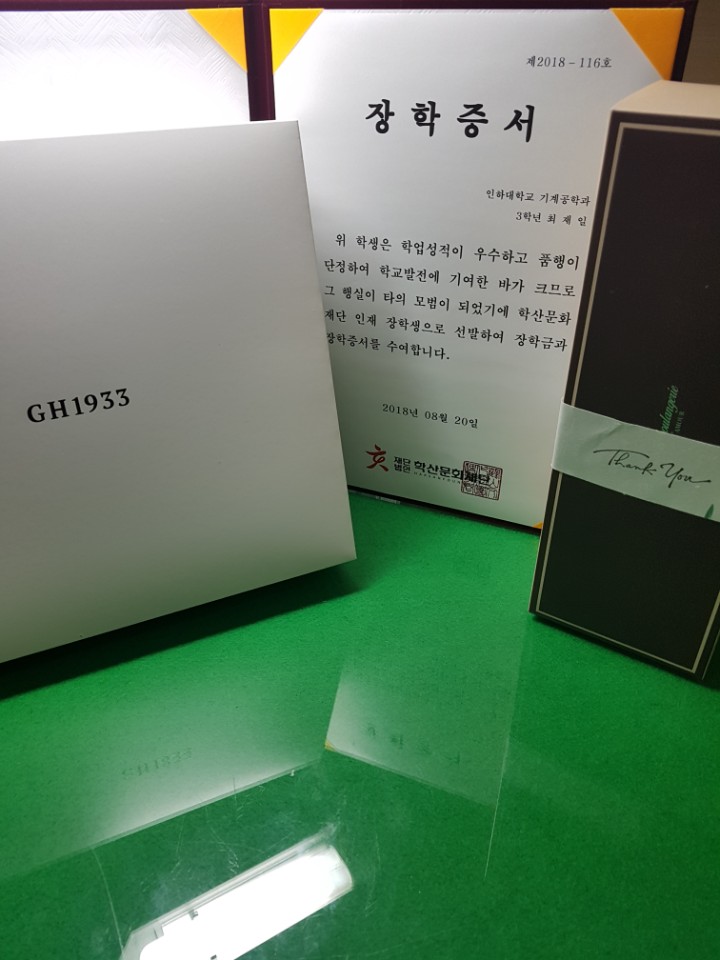 제2018－116호
장 학 증 서
인하대학교 기계공학과
3학년 최 재 일
위 학생은 학업성적이 우수하고 품행이
단정하여 학교발전에 기여한 바가 크므로
그 행실이 타의 모범이 되었기에 학산문화
재단 인재 장학생으로 선발하여 장학금과
장학증서를 수여합니다.
2018년 08월 20일
재단
법인 학산문화재단
GH1933
Thank You